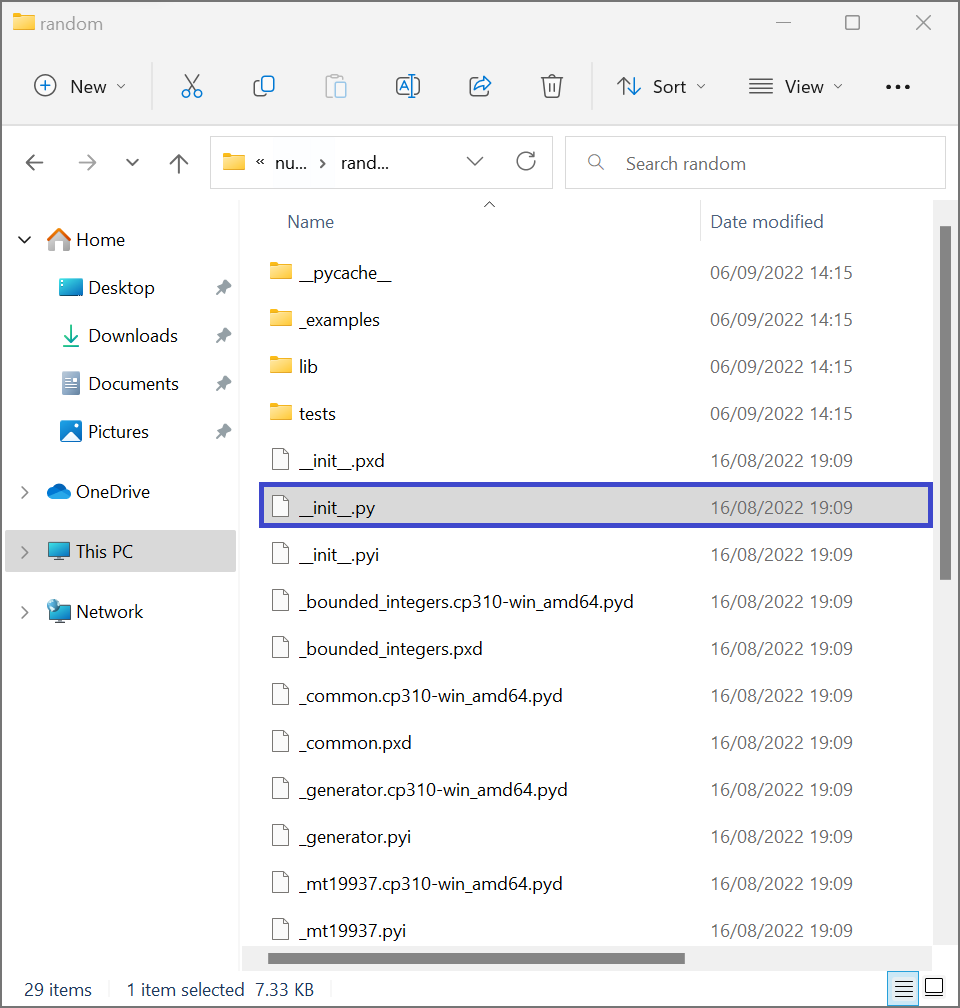 random
New Sort View •••
« nu... › rand... Search random
Name Date modified
Home
Desktop
Downloads
Documents
Pictures
OneDrive
This PC
Network
__pycache__ 06/09/2022 14:15
_examples 06/09/2022 14:15
lib 06/09/2022 14:15
tests 06/09/2022 14:15
__init__.pxd 16/08/2022 19:09
__init__.py 16/08/2022 19:09
__init__.pyi 16/08/2022 19:09
_bounded_integers.cp310-win_amd64.pyd 16/08/2022 19:09
_bounded_integers.pxd 16/08/2022 19:09
_common.cp310-win_amd64.pyd 16/08/2022 19:09
_common.pxd 16/08/2022 19:09
_generator.cp310-win_amd64.pyd 16/08/2022 19:09
_generator.pyi 16/08/2022 19:09
_mt19937.cp310-win_amd64.pyd 16/08/2022 19:09
_mt19937.pyi 16/08/2022 19:09
29 items 1 item selected 7.33 KB